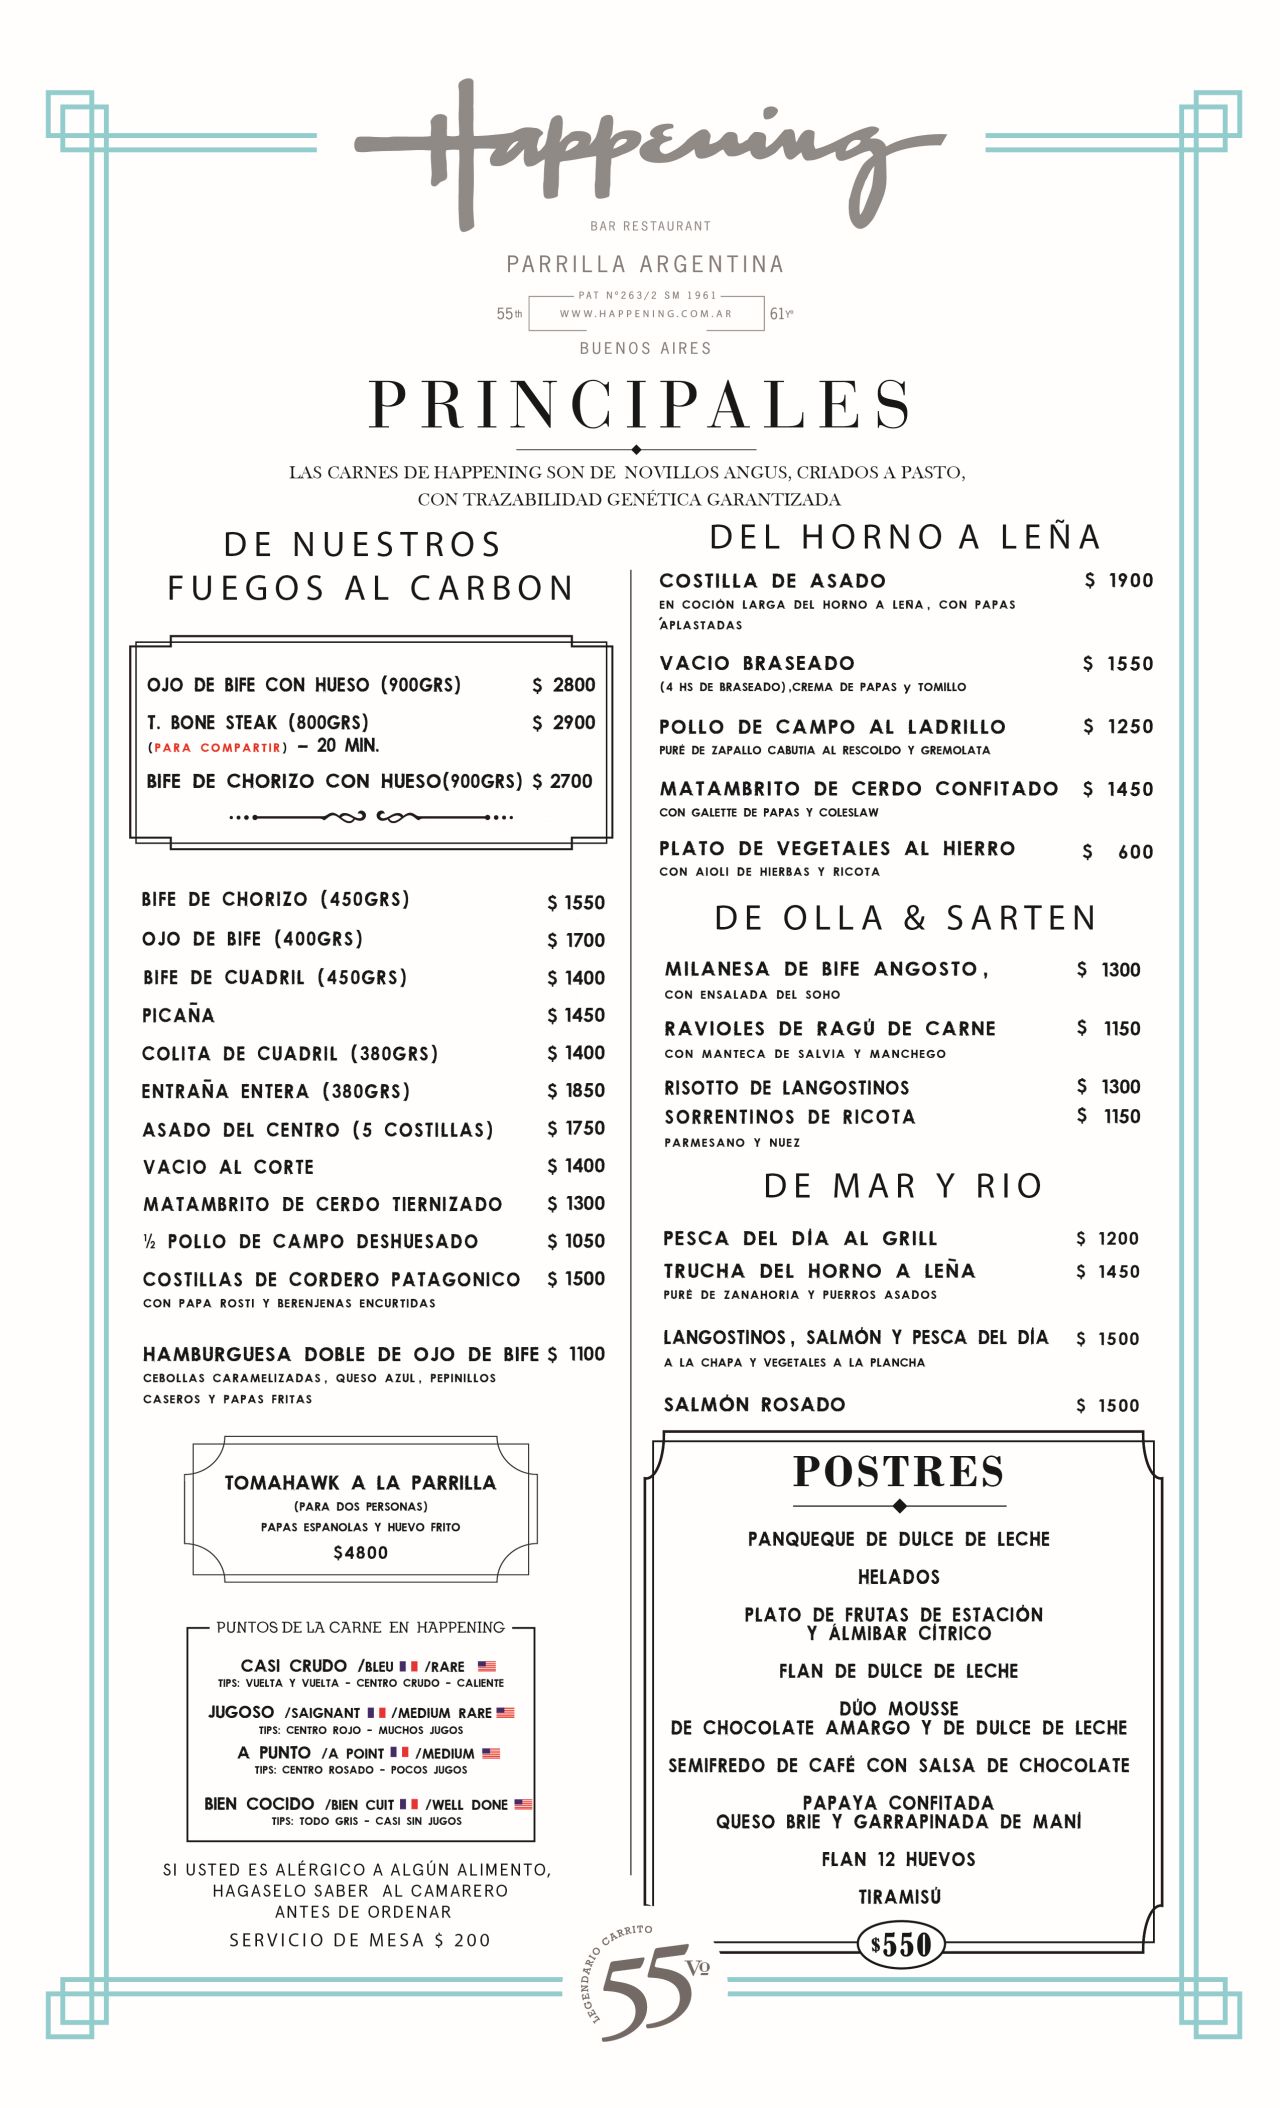 Happening
BAR RESTAURANT
PARRILLA ARGENTINA
PAT Nº263/2 SM 1961
55th WWW.HAPPENING.COM.AR 61Yº
BUENOS AIRES
PRINCIPALES
LAS CARNES DE HAPPENING SON DE NOVILLOS ANGUS, CRIADOS A PASTO,
CON TRAZABILIDAD GENÉTICA GARANTIZADA
DE NUESTROS
FUEGOS AL CARBON
OJO DE BIFE CON HUESO (900GRS) $ 2800
T. BONE STEAK (800GRS) $ 2900
(PARA COMPARTIR) – 20 MIN.
BIFE DE CHORIZO CON HUESO(900GRS) $ 2700
BIFE DE CHORIZO (450GRS) $ 1550
OJO DE BIFE (400GRS) $ 1700
BIFE DE CUADRIL (450GRS) $ 1400
PICAÑA $ 1450
COLITA DE CUADRIL (380GRS) $ 1400
ENTRAÑA ENTERA (380GRS) $ 1850
ASADO DEL CENTRO (5 COSTILLAS) $ 1750
VACIO AL CORTE $ 1400
MATAMBRITO DE CERDO TIERNIZADO $ 1300
½ POLLO DE CAMPO DESHUESADO $ 1050
COSTILLAS DE CORDERO PATAGONICO $ 1500
CON PAPA ROSTI Y BERENJENAS ENCURTIDAS
HAMBURGUESA DOBLE DE OJO DE BIFE $ 1100
CEBOLLAS CARAMELIZADAS, QUESO AZUL, PEPINILLOS
CASEROS Y PAPAS FRITAS
TOMAHAWK A LA PARRILLA
(PARA DOS PERSONAS)
PAPAS ESPANOLAS Y HUEVO FRITO
$4800
PUNTOS DE LA CARNE EN HAPPENING
CASI CRUDO /BLEU /RARE
TIPS: VUELTA Y VUELTA - CENTRO CRUDO - CALIENTE
JUGOSO /SAIGNANT /MEDIUM RARE
TIPS: CENTRO ROJO - MUCHOS JUGOS
A PUNTO /A POINT /MEDIUM
TIPS: CENTRO ROSADO - POCOS JUGOS
BIEN COCIDO /BIEN CUIT /WELL DONE
TIPS: TODO GRIS - CASI SIN JUGOS
SI USTED ES ALÉRGICO A ALGÚN ALIMENTO,
HAGASELO SABER AL CAMARERO
ANTES DE ORDENAR
SERVICIO DE MESA $ 200
DEL HORNO A LEÑA
COSTILLA DE ASADO $ 1900
EN COCIÓN LARGA DEL HORNO A LEÑA, CON PAPAS
´APLASTADAS
VACIO BRASEADO $ 1550
(4 HS DE BRASEADO),CREMA DE PAPAS y TOMILLO
POLLO DE CAMPO AL LADRILLO $ 1250
PURÉ DE ZAPALLO CABUTIA AL RESCOLDO Y GREMOLATA
MATAMBRITO DE CERDO CONFITADO $ 1450
CON GALETTE DE PAPAS Y COLESLAW
PLATO DE VEGETALES AL HIERRO $ 600
CON AIOLI DE HIERBAS Y RICOTA
DE OLLA & SARTEN
MILANESA DE BIFE ANGOSTO, $ 1300
CON ENSALADA DEL SOHO
RAVIOLES DE RAGÚ DE CARNE $ 1150
CON MANTECA DE SALVIA Y MANCHEGO
RISOTTO DE LANGOSTINOS $ 1300
SORRENTINOS DE RICOTA $ 1150
PARMESANO Y NUEZ
DE MAR Y RIO
PESCA DEL DÍA AL GRILL $ 1200
TRUCHA DEL HORNO A LEÑA $ 1450
PURÉ DE ZANAHORIA Y PUERROS ASADOS
LANGOSTINOS, SALMÓN Y PESCA DEL DÍA $ 1500
A LA CHAPA Y VEGETALES A LA PLANCHA
SALMÓN ROSADO $ 1500
POSTRES
PANQUEQUE DE DULCE DE LECHE
HELADOS
PLATO DE FRUTAS DE ESTACIÓN
Y ÁLMIBAR CÍTRICO
FLAN DE DULCE DE LECHE
DÚO MOUSSE
DE CHOCOLATE AMARGO Y DE DULCE DE LECHE
SEMIFREDO DE CAFÉ CON SALSA DE CHOCOLATE
PAPAYA CONFITADA
QUESO BRIE Y GARRAPINADA DE MANÍ
FLAN 12 HUEVOS
TIRAMISÚ
$550
LEGENDARIO CARRITO
55 Vº